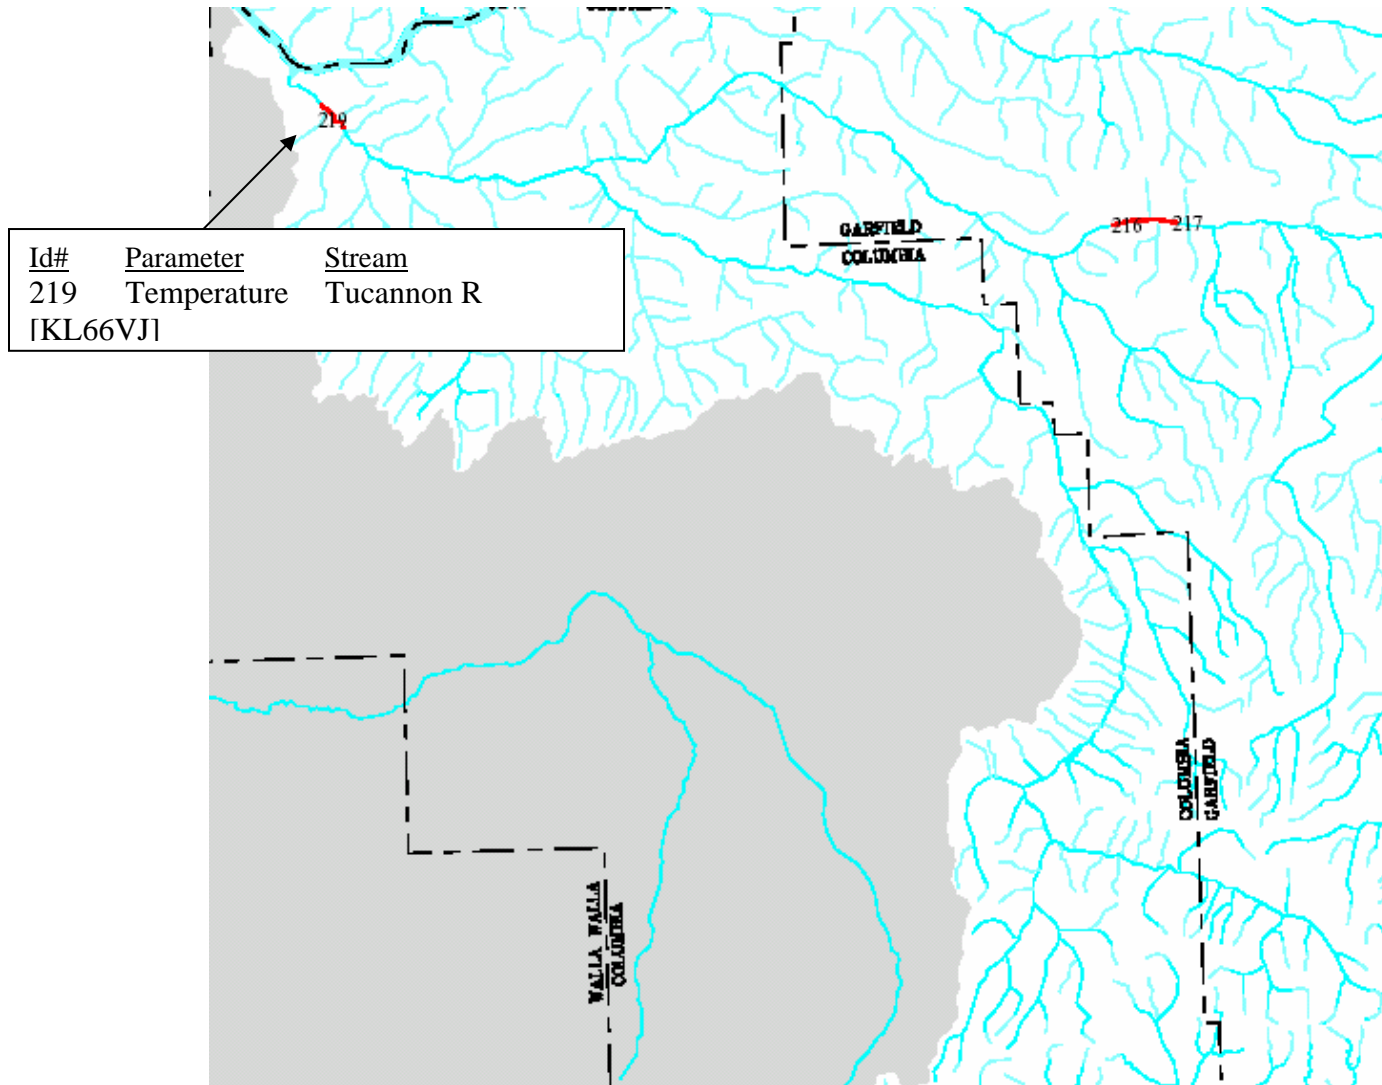 219
Id# Parameter Stream
219 Temperature Tucannon R
[KL66VJ]
GARFIELD
COLUMBIA
216 217
COLUMBIA
GARFIELD
WALLA WALLA
COLUMBIA